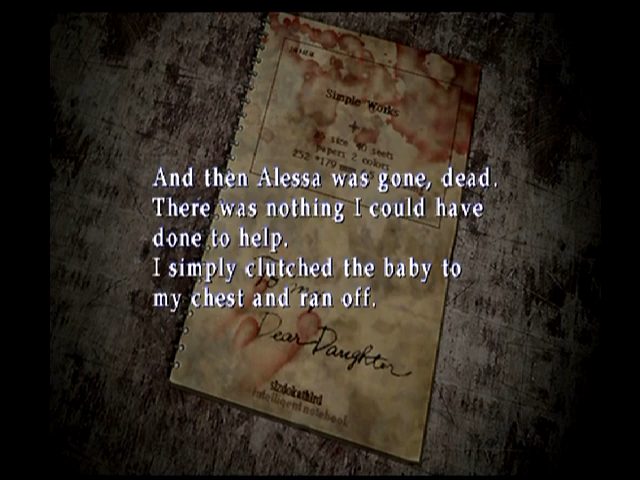 Simple Works
And then Alessa was gone, dead.
There was nothing I could have
done to help.
I simply clutched the baby to
my chest and ran off.
Dear Daughter
intelligent notebook